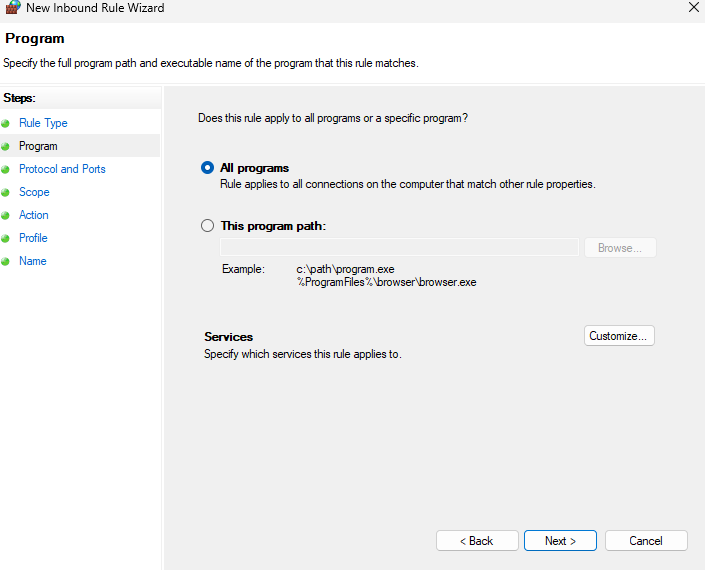 New Inbound Rule Wizard
Program
Specify the full program path and executable name of the program that this rule matches.
Steps:
Rule Type
Program
Protocol and Ports
Scope
Action
Profile
Name
Does this rule apply to all programs or a specific program?
All programs
Rule applies to all connections on the computer that match other rule properties.
This program path:
Browse...
Example: c:\path\program.exe
%ProgramFiles%\browser\browser.exe
Services
Customize...
Specify which services this rule applies to.
< Back Next > Cancel